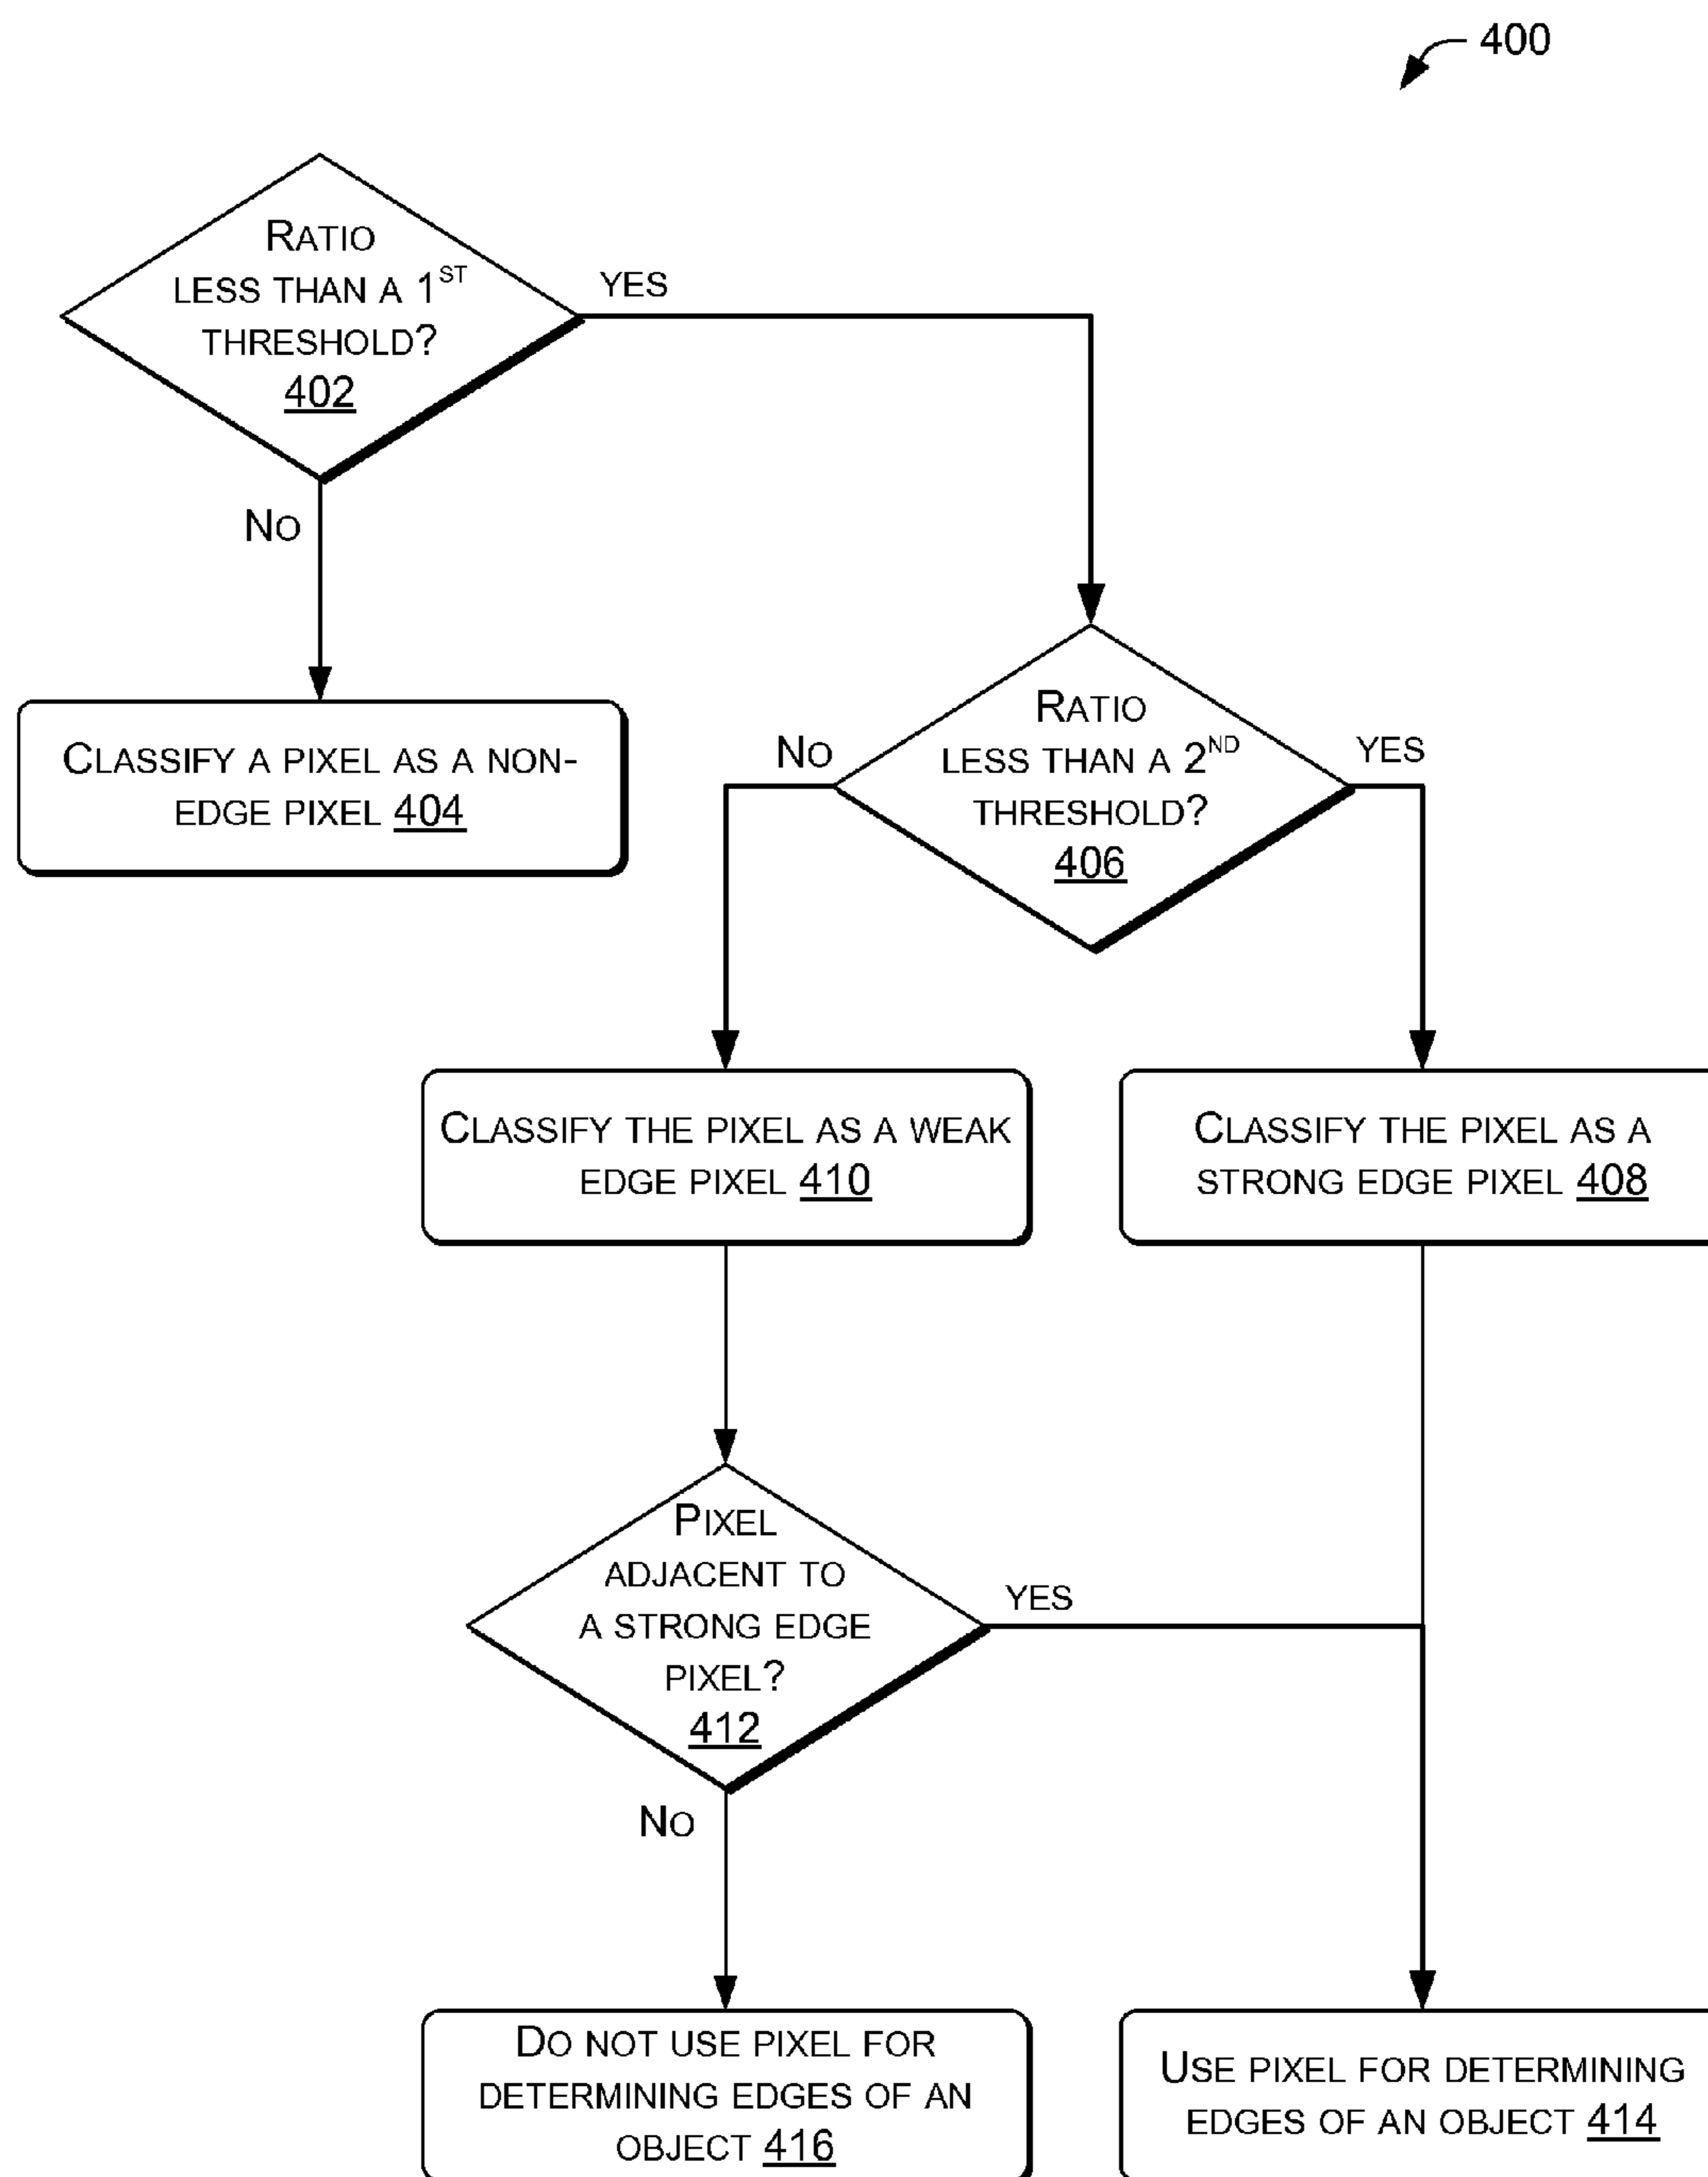 400
RATIO
LESS THAN A 1ST
THRESHOLD?
402
YES
NO
CLASSIFY A PIXEL AS A NON-
EDGE PIXEL 404
RATIO
LESS THAN A 2ND
THRESHOLD?
406
NO
YES
CLASSIFY THE PIXEL AS A WEAK
EDGE PIXEL 410
CLASSIFY THE PIXEL AS A
STRONG EDGE PIXEL 408
PIXEL
ADJACENT TO
A STRONG EDGE
PIXEL?
412
YES
NO
DO NOT USE PIXEL FOR
DETERMINING EDGES OF AN
OBJECT 416
USE PIXEL FOR DETERMINING
EDGES OF AN OBJECT 414